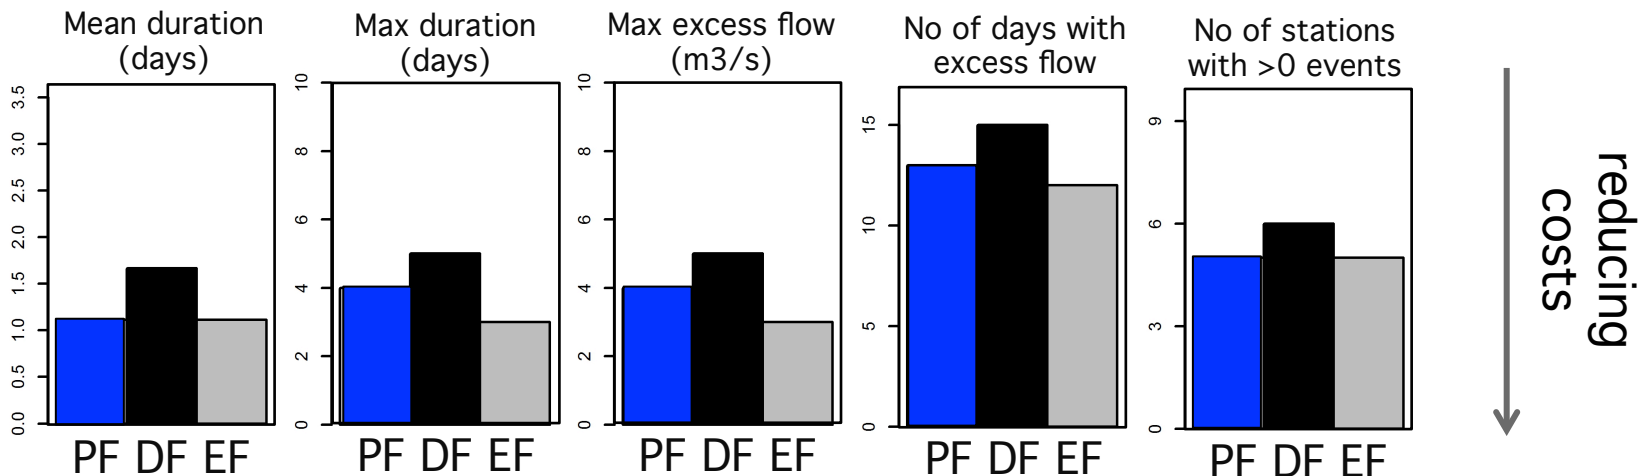 Mean duration
(days)
3.5
3.0
2.5
2.0
1.5
1.0
0.5
0.0
PF DF EF
Max duration
(days)
10
8
6
4
2
0
PF DF EF
Max excess flow
(m3/s)
10
8
6
4
2
0
PF DF EF
No of days with
excess flow
15
10
5
0
PF DF EF
No of stations
with >0 events
9
6
3
0
PF DF EF
reducing
costs